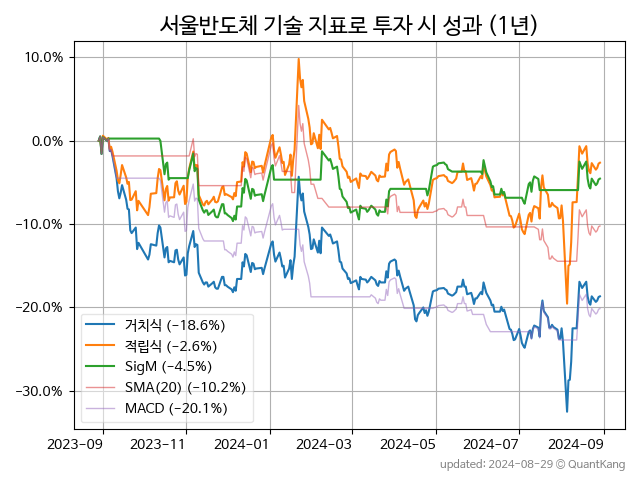 서울반도체 기술 지표로 투자 시 성과 (1년)
10.0%
0.0%
−10.0%
−20.0%
−30.0%
거치식 (−18.6%)
적립식 (−2.6%)
SigM (−4.5%)
SMA(20) (−10.2%)
MACD (−20.1%)
2023-09 2023-11 2024-01 2024-03 2024-05 2024-07 2024-09
updated: 2024-08-29 © QuantKang